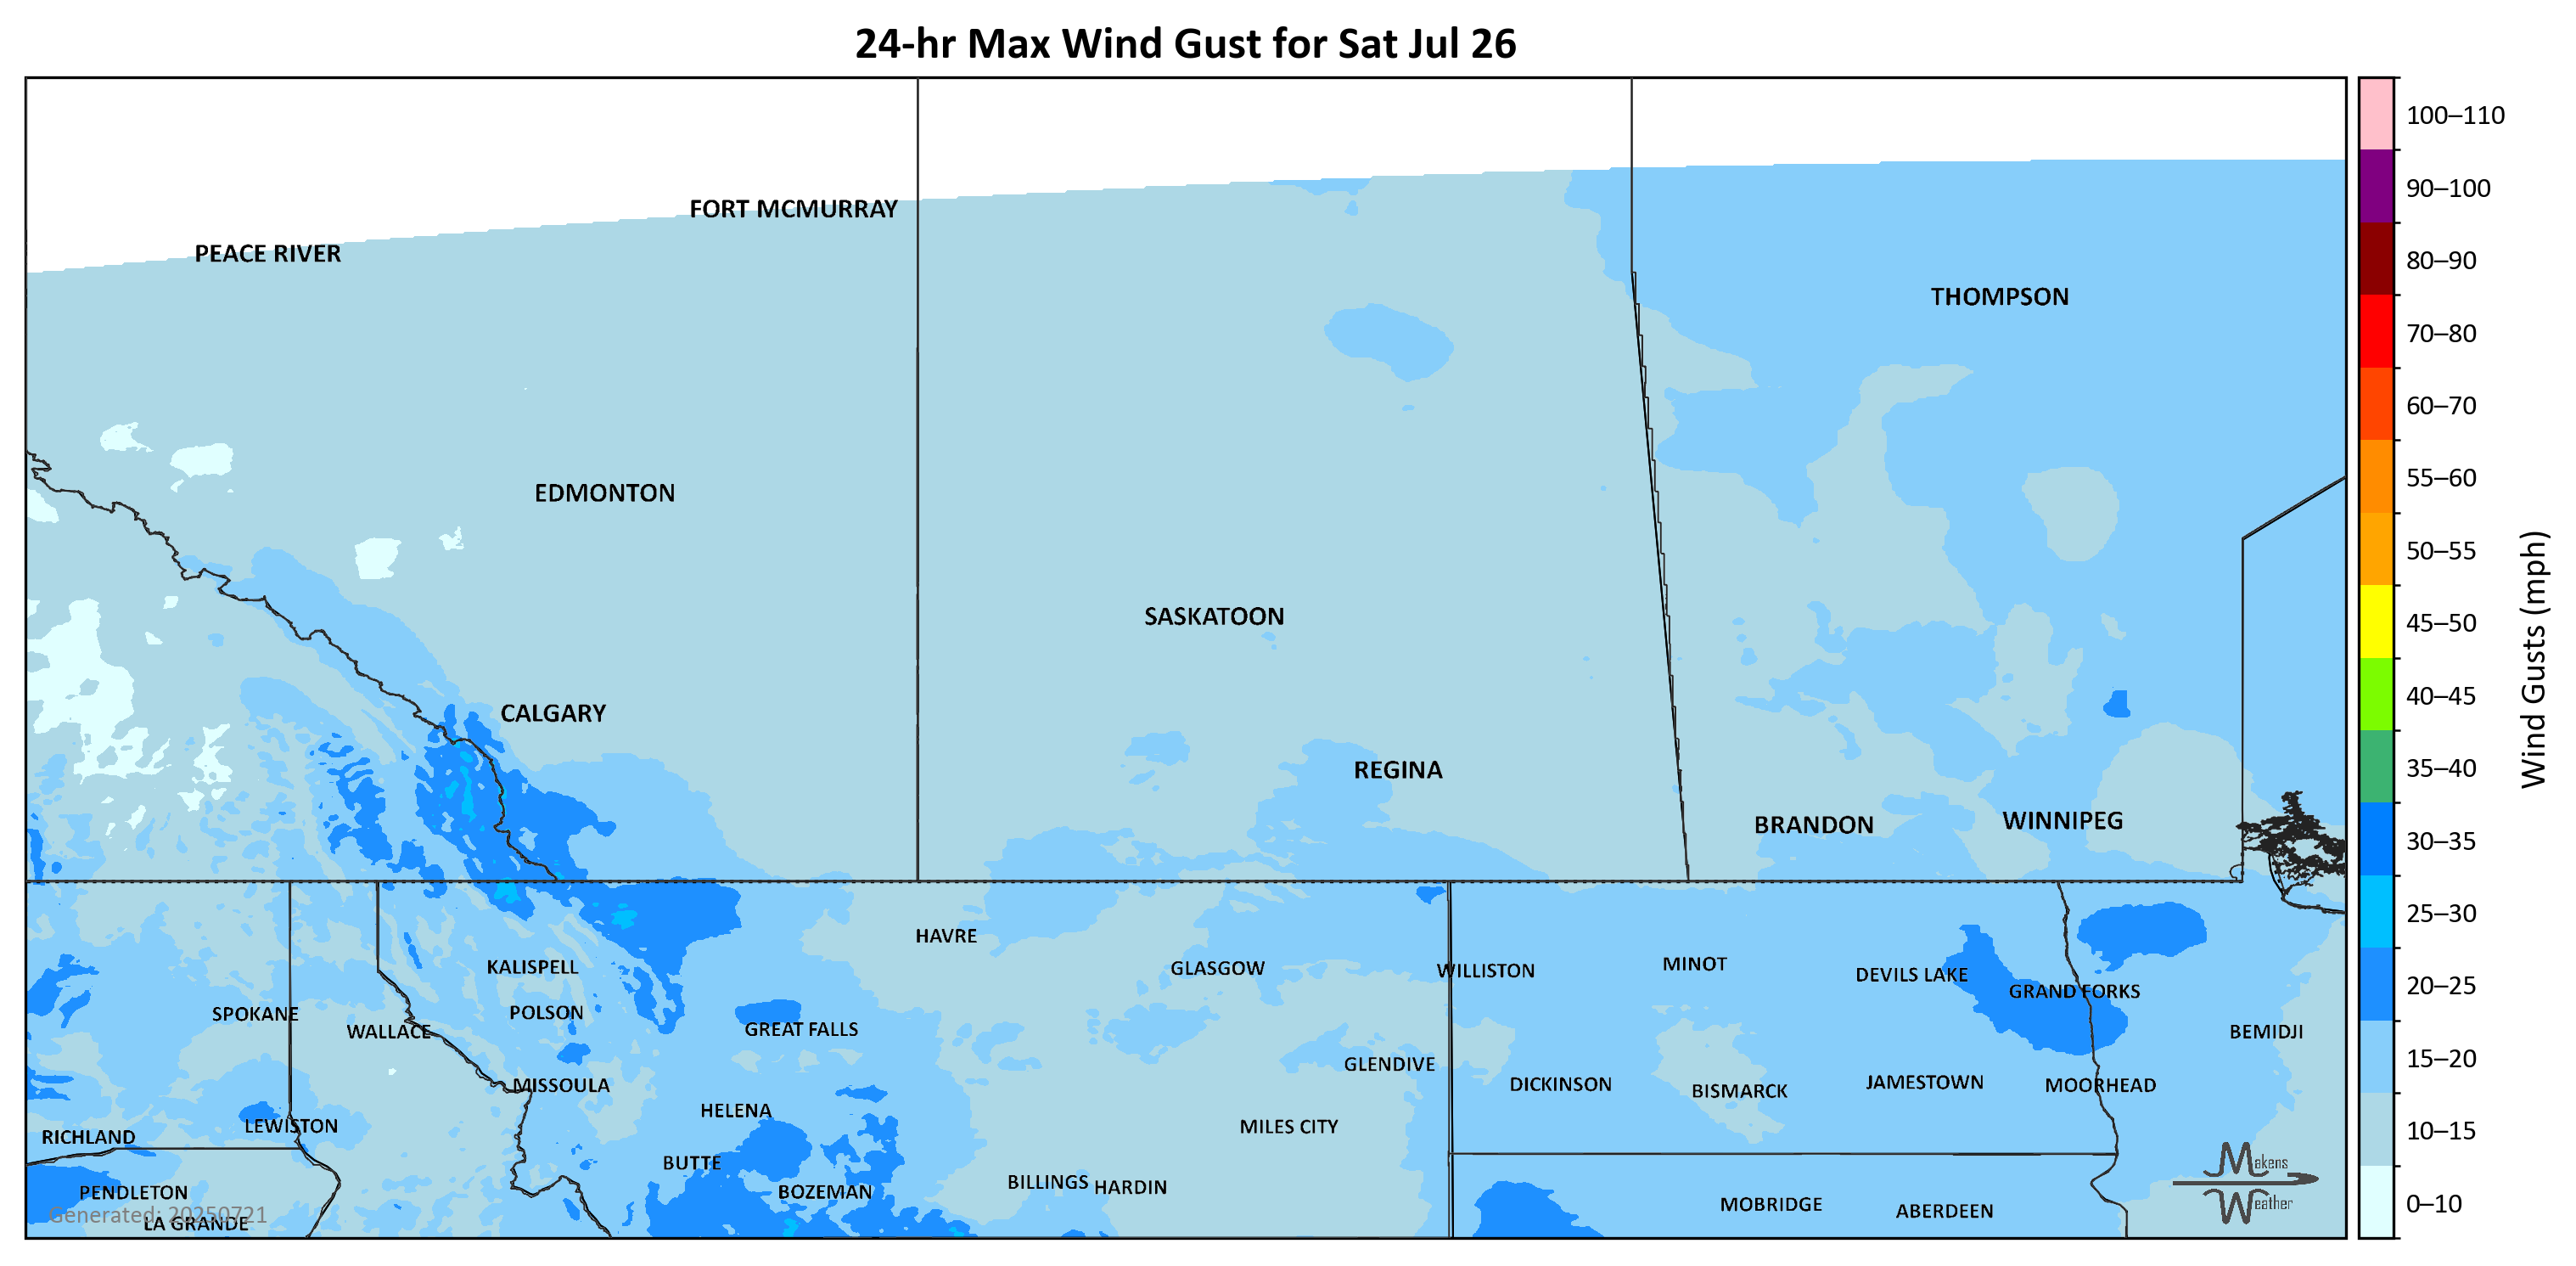 24-hr Max Wind Gust for Sat Jul 26
100–110
90–100
80–90
70–80
60–70
55–60
50–55
45–50
40–45
35–40
30–35
25–30
20–25
15–20
10–15
0–10
Wind Gusts (mph)
FORT MCMURRAY
PEACE RIVER
THOMPSON
EDMONTON
SASKATOON
CALGARY
REGINA
BRANDON
WINNIPEG
HAVRE
KALISPELL
GLASGOW
WILLISTON
MINOT
DEVILS LAKE
GRAND FORKS
SPOKANE
POLSON
WALLACE
GREAT FALLS
BEMIDJI
GLENDIVE
MISSOULA
DICKINSON
BISMARCK
JAMESTOWN
MOORHEAD
HELENA
LEWISTON
MILES CITY
RICHLAND
BUTTE
PENDLETON
BOZEMAN
BILLINGS
HARDIN
MOBRIDGE
ABERDEEN
LA GRANDE
Generated: 20250721
Makens
Weather